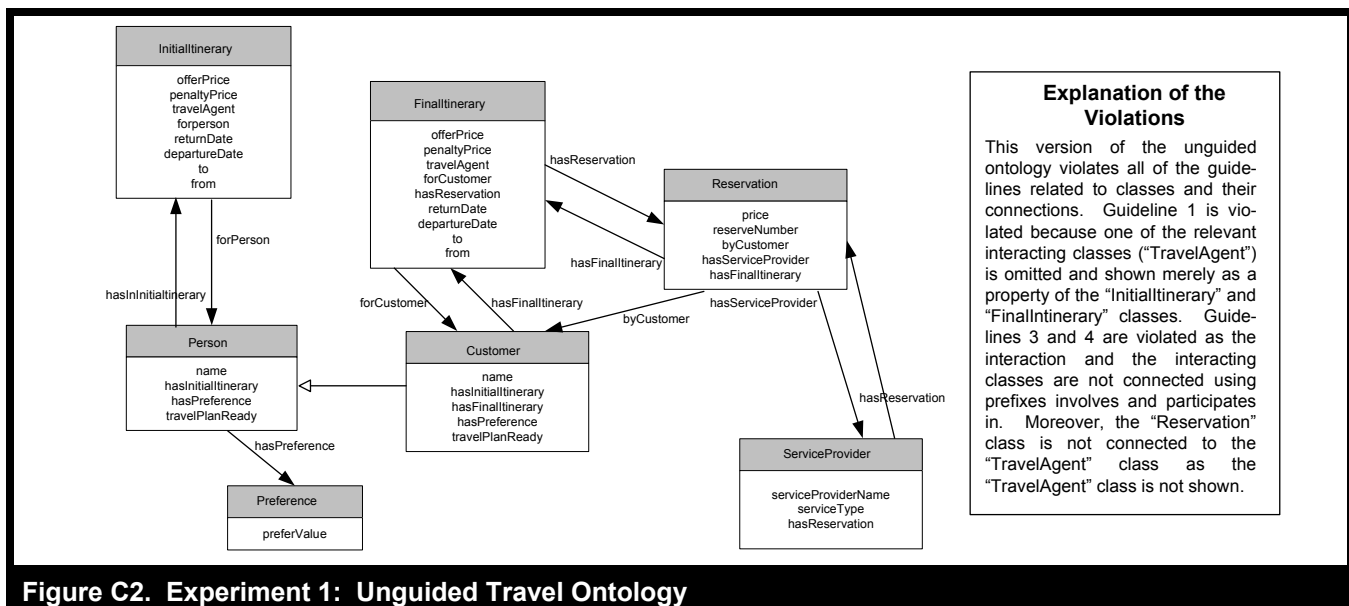 InitialItinerary
offerPrice
penaltyPrice
travelAgent
forperson
returnDate
departureDate
to
from
FinalItinerary
offerPrice
penaltyPrice
travelAgent
forCustomer
hasReservation
returnDate
departureDate
to
from
hasReservation
Reservation
price
reserveNumber
byCustomer
hasServiceProvider
hasFinalItinerary
forPerson
hasFinalItinerary
hasInInitialtinerary
forCustomer
hasFinalItinerary
hasServiceProvider
byCustomer
Person
name
hasInitialItinerary
hasPreference
travelPlanReady
Customer
name
hasInitialItinerary
hasFinalItinerary
hasPreference
travelPlanReady
hasReservation
hasPreference
ServiceProvider
serviceProviderName
serviceType
hasReservation
Preference
preferValue
Explanation of the
Violations
This version of the unguided
ontology violates all of the guide-
lines related to classes and their
connections. Guideline 1 is vio-
lated because one of the relevant
interacting classes (“TravelAgent”)
is omitted and shown merely as a
property of the “InitialItinerary” and
“FinalIntinerary” classes. Guide-
lines 3 and 4 are violated as the
interaction and the interacting
classes are not connected using
prefixes involves and participates
in. Moreover, the “Reservation”
class is not connected to the
“TravelAgent” class as the
“TravelAgent” class is not shown.
Figure C2. Experiment 1: Unguided Travel Ontology